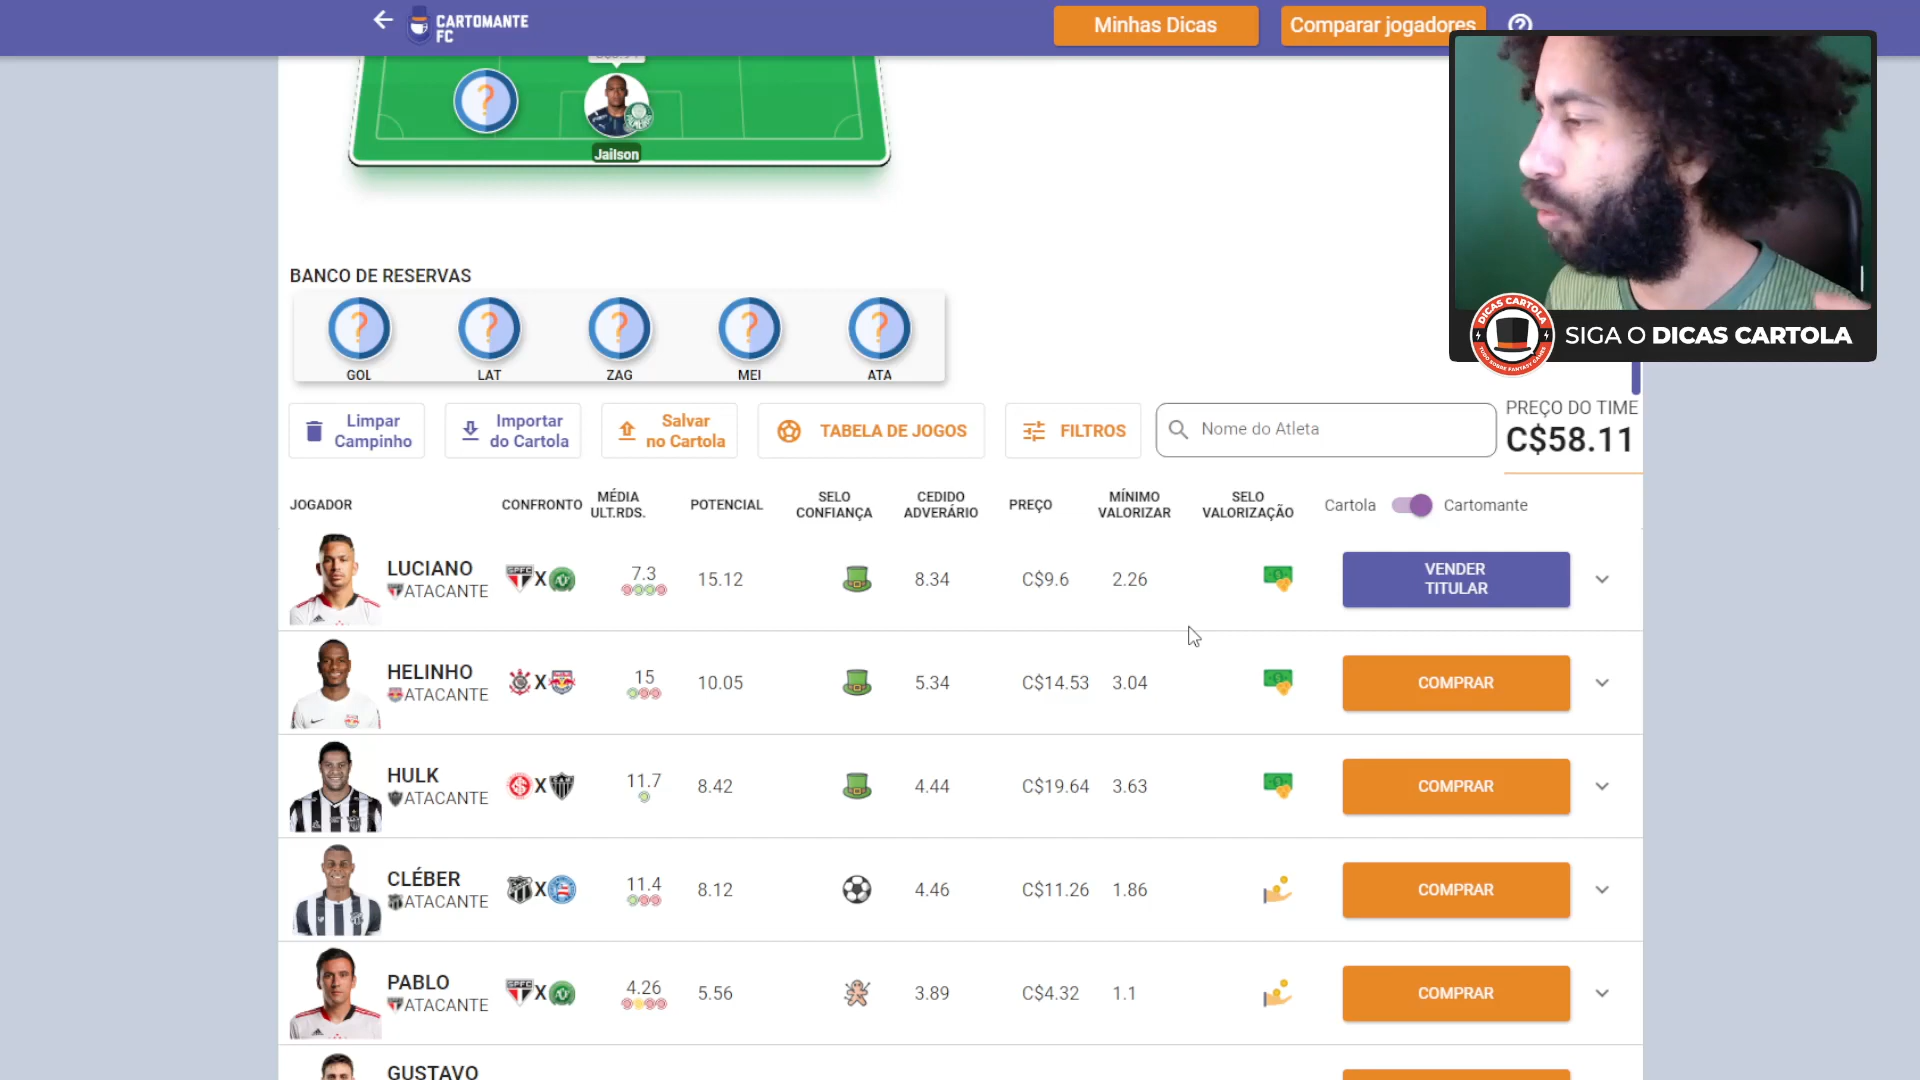 CARTOMANTE
FC
Minhas Dicas
Comparar jogadores
Jailson
DICAS CARTOLA
TUDO SOBRE FANTASY GAMES
SIGA O DICAS CARTOLA
BANCO DE RESERVAS
GOL
LAT
ZAG
MEI
ATA
Limpar
Campinho
Importar
do Cartola
Salvar
no Cartola
TABELA DE JOGOS
FILTROS
Nome do Atleta
PREÇO DO TIME
C$58.11
JOGADOR
CONFRONTO
MÉDIA
ULT.RDS.
POTENCIAL
SELO
CONFIANÇA
CEDIDO
ADVERÁRIO
PREÇO
MÍNIMO
VALORIZAR
SELO
VALORIZAÇÃO
Cartola
Cartomante
LUCIANO
ATACANTE
X
7.3
15.12
8.34
C$9.6
2.26
VENDER
TITULAR
HELINHO
ATACANTE
X
15
10.05
5.34
C$14.53
3.04
COMPRAR
HULK
ATACANTE
X
11.7
8.42
4.44
C$19.64
3.63
COMPRAR
CLÉBER
ATACANTE
X
11.4
8.12
4.46
C$11.26
1.86
COMPRAR
PABLO
ATACANTE
X
4.26
5.56
3.89
C$4.32
1.1
COMPRAR
GUSTAVO